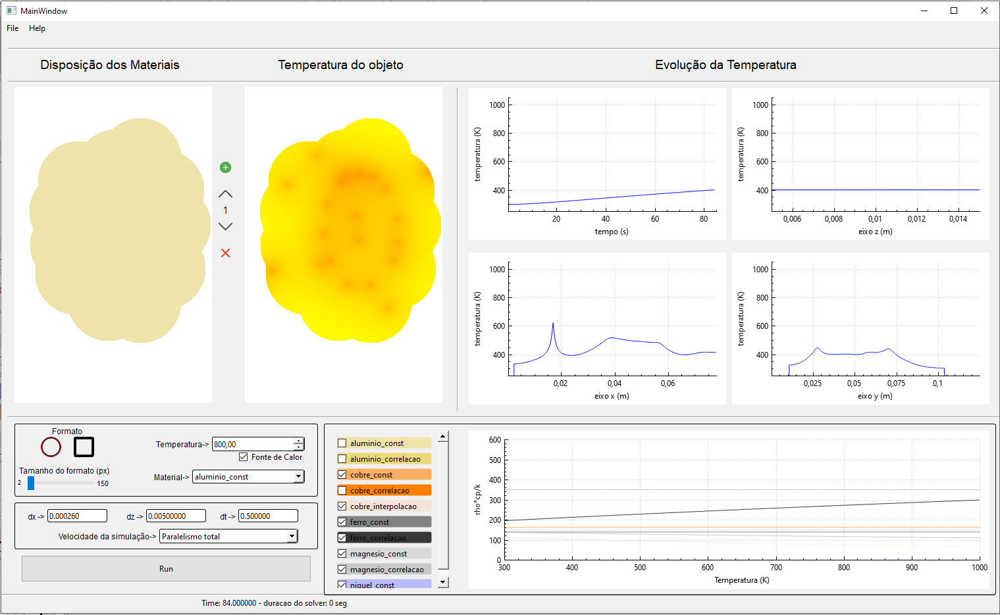 MainWindow
File Help
Disposição dos Materiais
Temperatura do objeto
Evolução da Temperatura
1
1000
800
600
400
temperatura (K)
20 40 60 80
tempo (s)
1000
800
600
400
temperatura (K)
0,006 0,008 0,01 0,012 0,014
eixo z (m)
1000
800
600
400
temperatura (K)
0,02 0,04 0,06
eixo x (m)
1000
800
600
400
temperatura (K)
0,025 0,05 0,075 0,1
eixo y (m)
Formato
Temperatura-> 800,00
Fonte de Calor
Tamanho do formato (px)
2 150
Material-> aluminio_const
dx -> 0.000260 dz -> 0.00500000 dt -> 0.500000
Velocidade da simulação-> Paralelismo total
Run
aluminio_const
aluminio_correlacao
cobre_const
cobre_correlacao
cobre_interpolacao
ferro_const
ferro_correlacao
magnesio_const
magnesio_correlacao
niquel_const
600
500
400
300
200
100
0
rho*cp/k
300 400 500 600 700 800 900 1000
Temperatura (K)
Time: 84.000000 - duracao do solver: 0 seg